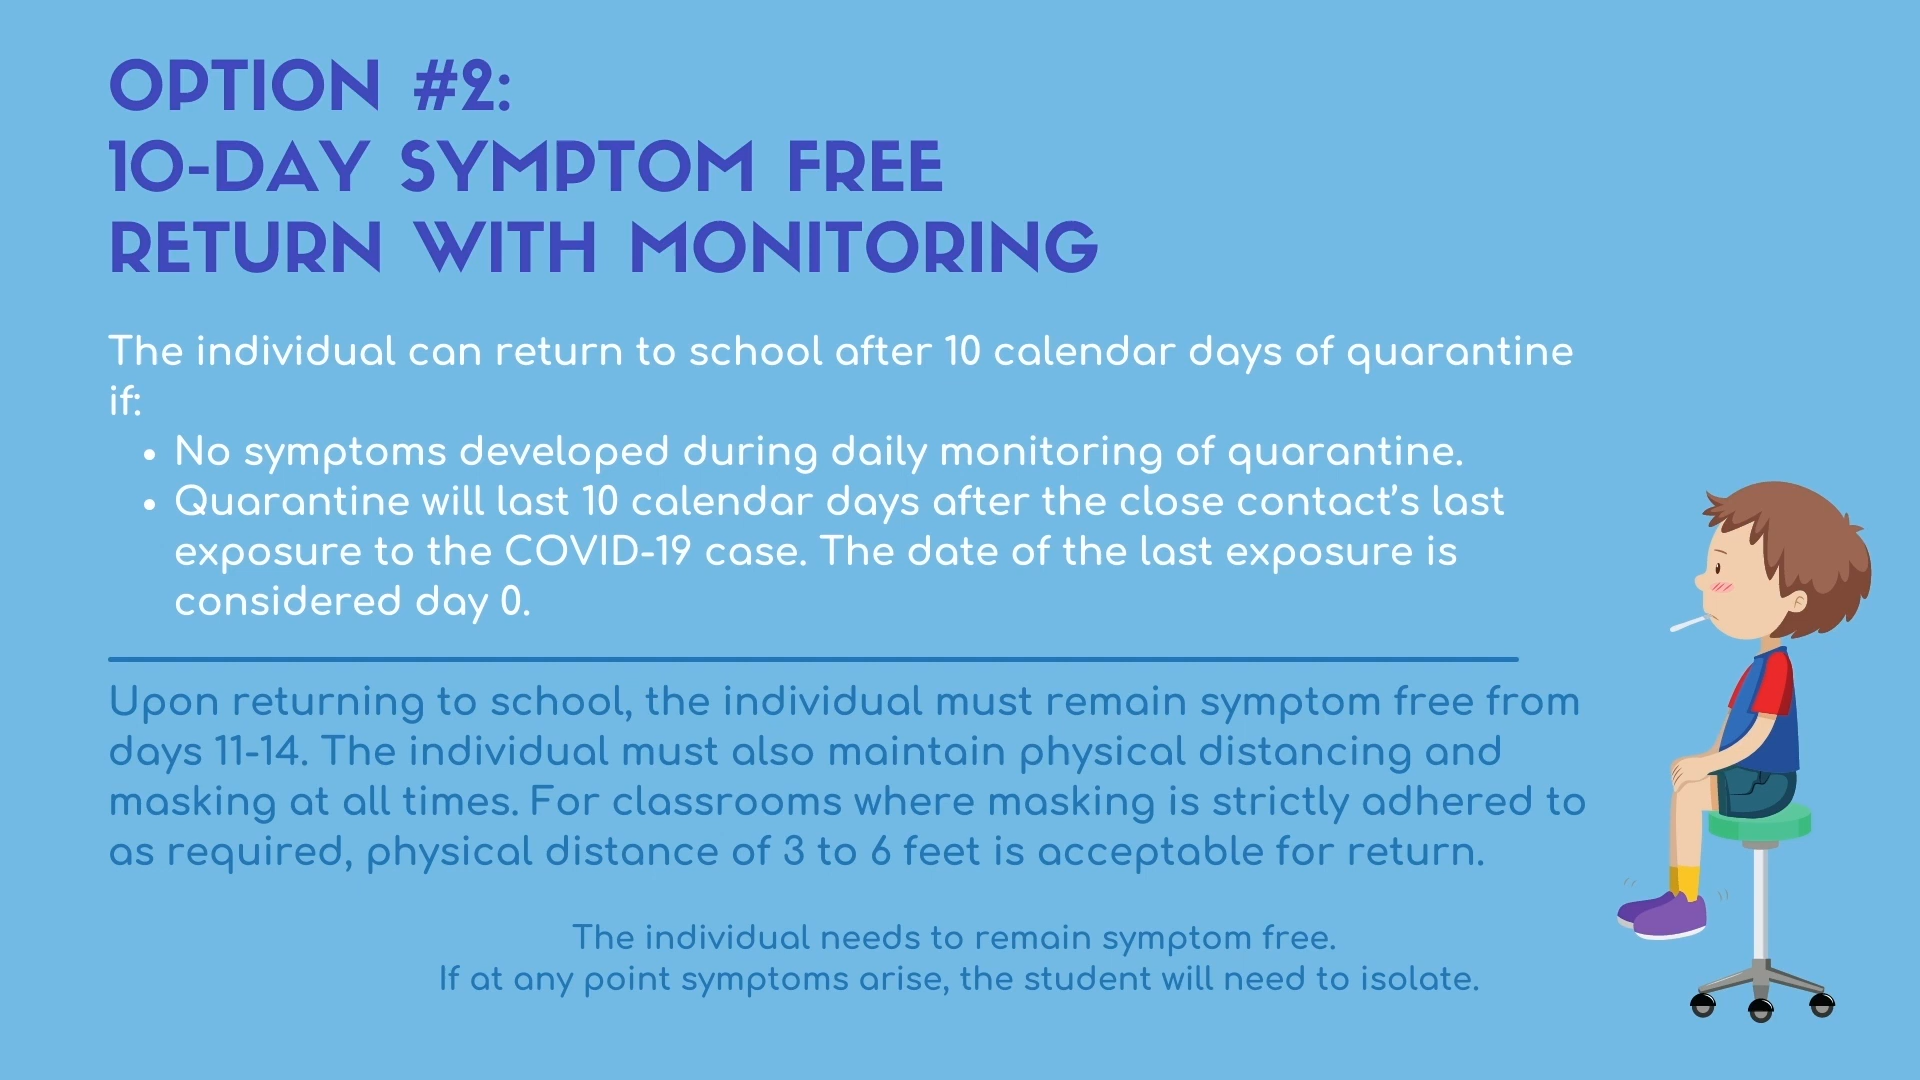 OPTION #2:
10-DAY SYMPTOM FREE
RETURN WITH MONITORING
The individual can return to school after 10 calendar days of quarantine
if:
• No symptoms developed during daily monitoring of quarantine.
• Quarantine will last 10 calendar days after the close contact’s last
exposure to the COVID-19 case. The date of the last exposure is
considered day 0.
Upon returning to school, the individual must remain symptom free from
days 11-14. The individual must also maintain physical distancing and
masking at all times. For classrooms where masking is strictly adhered to
as required, physical distance of 3 to 6 feet is acceptable for return.
The individual needs to remain symptom free.
If at any point symptoms arise, the student will need to isolate.